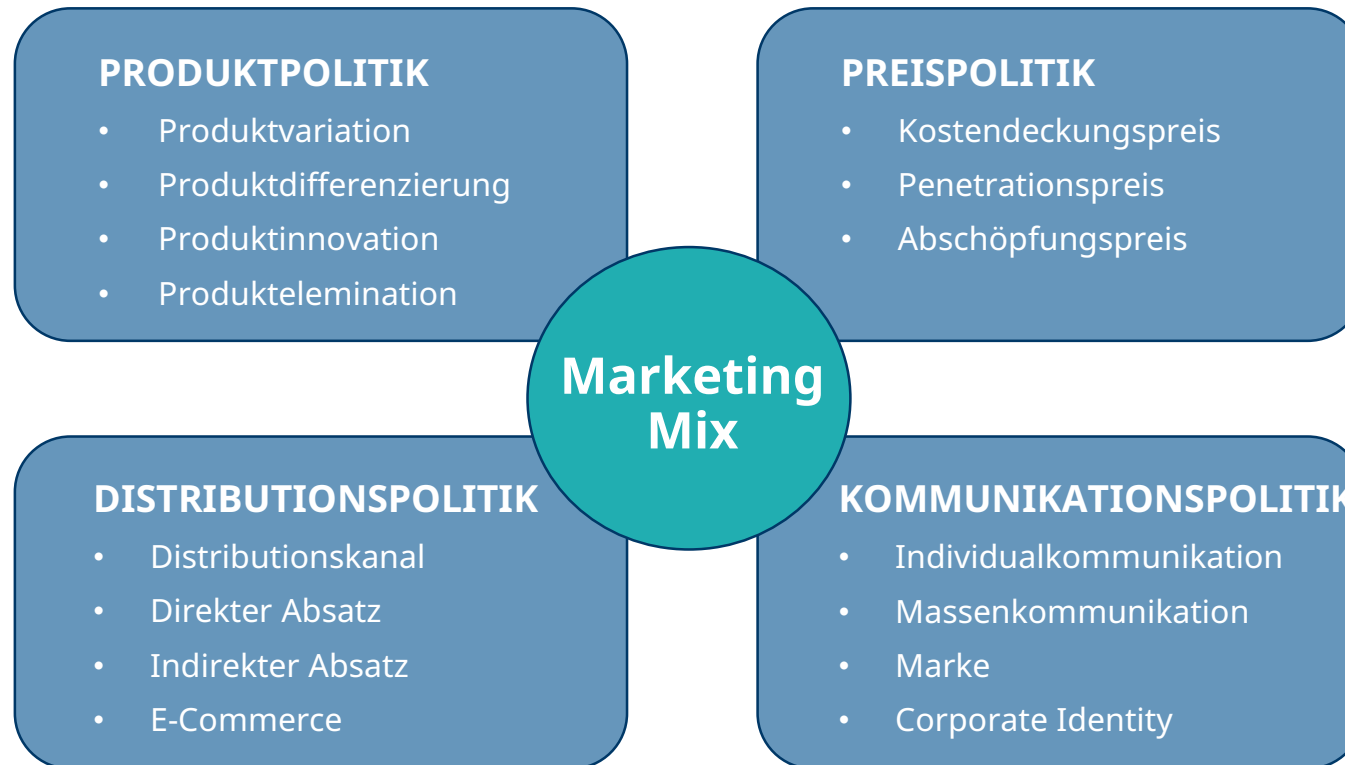 PRODUKTPOLITIK
• Produktvariation
• Produktdifferenzierung
• Produktinnovation
• Produktelemination
PREISPOLITIK
• Kostendeckungspreis
• Penetrationspreis
• Abschöpfungspreis
Marketing
Mix
DISTRIBUTIONSPOLITIK
• Distributionskanal
• Direkter Absatz
• Indirekter Absatz
• E-Commerce
KOMMUNIKATIONSPOLITIK
• Individualkommunikation
• Massenkommunikation
• Marke
• Corporate Identity